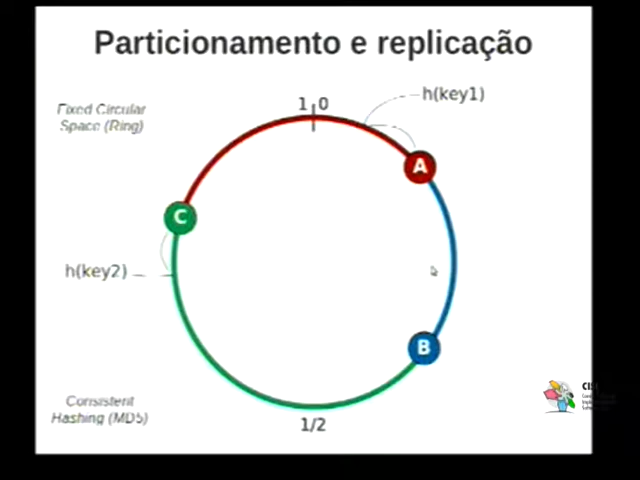 Particionamento e replicação
Fixed Circular
Space (Ring)
1 0
h(key1)
A
C
h(key2)
B
Consistent
Hashing (MD5)
1/2